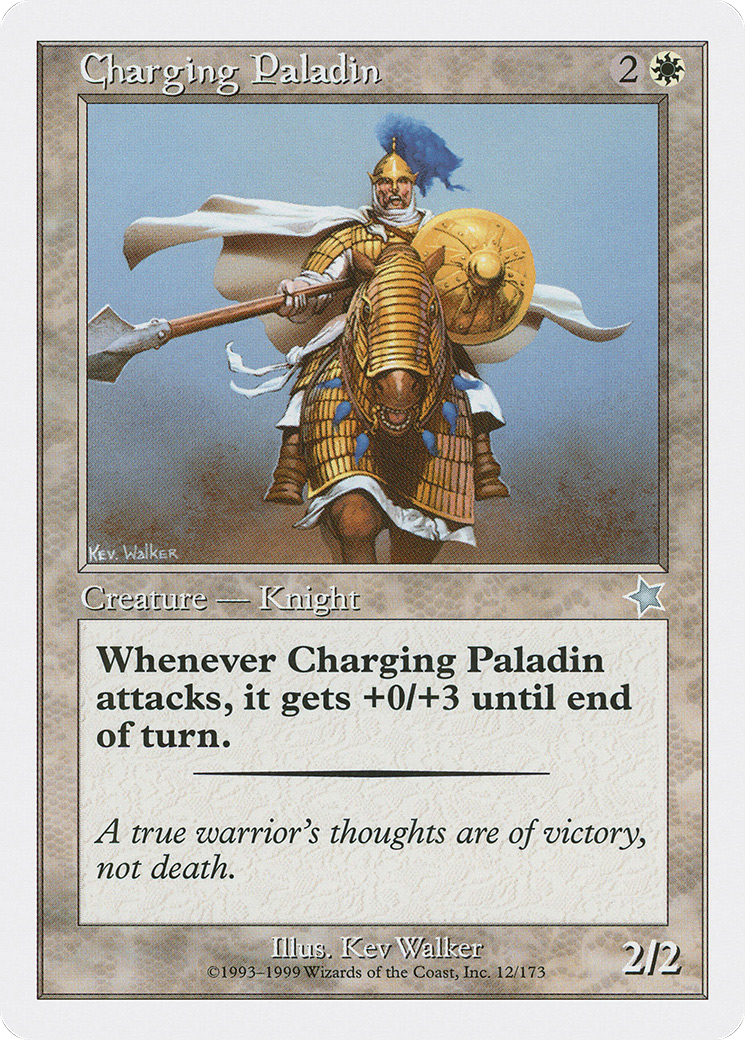 Charging Paladin 2
Kev. Walker
Creature — Knight
Whenever Charging Paladin
attacks, it gets +0/+3 until end
of turn.
A true warrior's thoughts are of victory,
not death.
Illus. Kev Walker
©1993–1999 Wizards of the Coast, Inc. 12/173
2/2